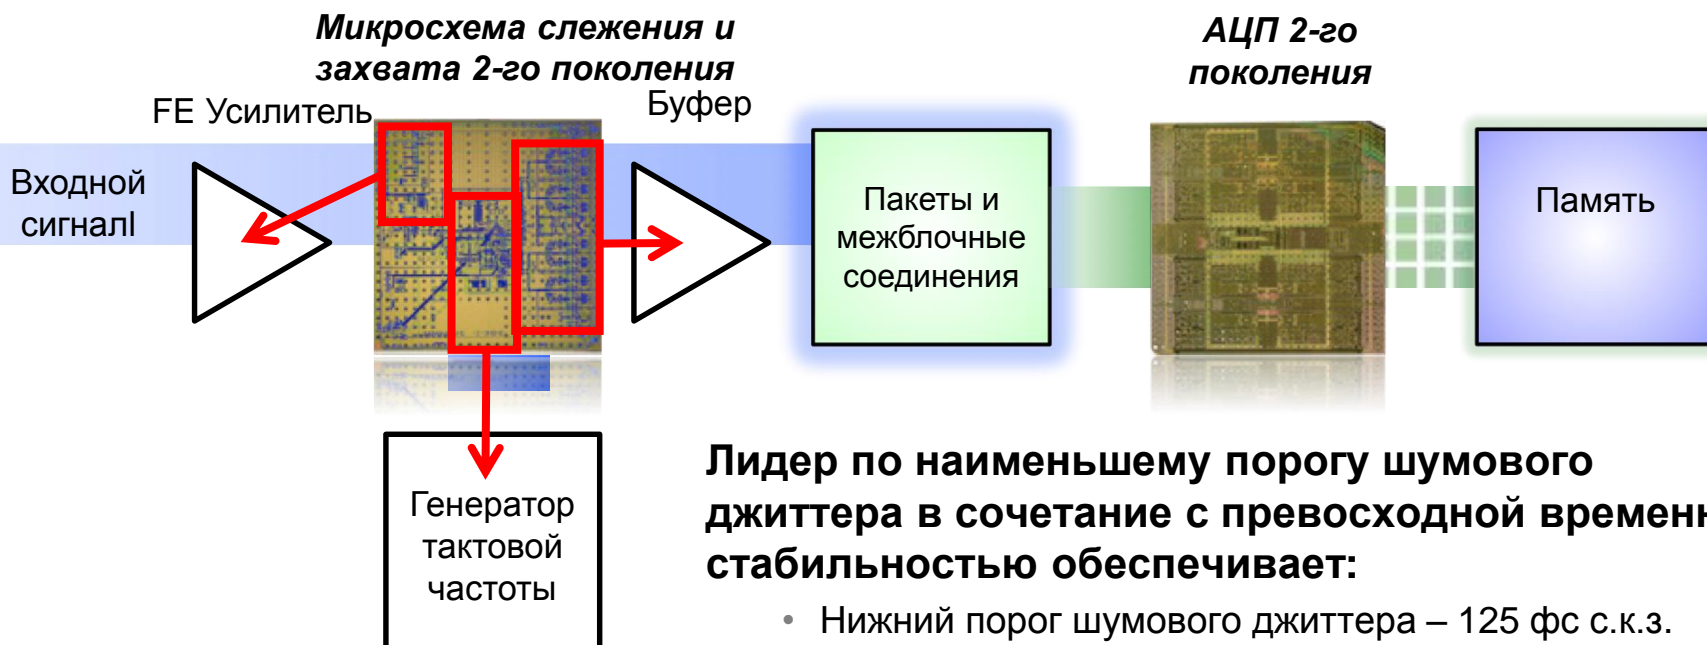 Микросхема слежения и
захвата 2-го поколения
АЦП 2-го
поколения
FE Усилитель
Буфер
Входной
сигналl
Пакеты и
межблочные
соединения
Память
Генератор
тактовой
частоты
Лидер по наименьшему порогу шумового
джиттера в сочетание с превосходной
стабильностью обеспечивает:
• Нижний порог шумового джиттера – 125 фс с.к.з.